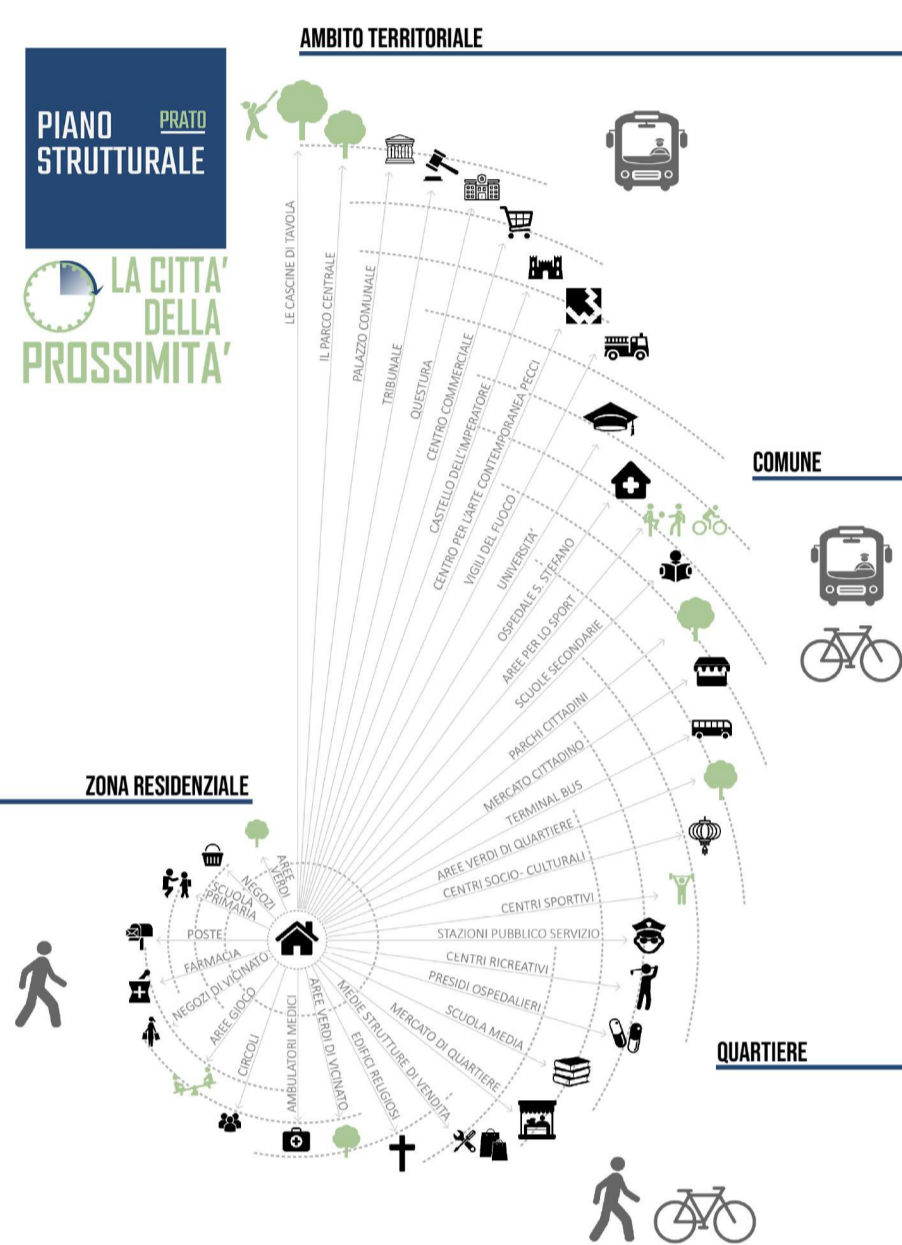 AMBITO TERRITORIALE
PIANO
PRATO
STRUTTURALE
LA CITTA'
DELLA
PROSSIMITA'
LE CASCINE DI TAVOLA
IL PARCO CENTRALE
PALAZZO COMUNALE
TRIBUNALE
QUESTURA
CENTRO COMMERCIALE
CASTELLO DELL'IMPERATORE
CENTRO PER L'ARTE CONTEMPORANEA PECCI
VIGILI DEL FUOCO
UNIVERSITA'
OSPEDALE S. STEFANO
AREE PER LO SPORT
SCUOLE SECONDARIE
COMUNE
PARCHI CITTADINI
MERCATO CITTADINO
TERMINAL BUS
AREE VERDI DI QUARTIERE
CENTRI SOCIO- CULTURALI
CENTRI SPORTIVI
STAZIONI PUBBLICO SERVIZIO
CENTRI RICREATIVI
PRESIDI OSPEDALIERI
SCUOLA MEDIA
MERCATO DI QUARTIERE
MEDIE STRUTTURE DI VENDITA
QUARTIERE
EDIFICI RELIGIOSI
AREE VERDI DI VICINATO
AMBULATORI MEDICI
CIRCOLI
AREE GIOCO
NEGOZI DI VICINATO
FARMACIA
POSTE
SCUOLA
PRIMARIA
NEGOZI
AREE
VERDI
ZONA RESIDENZIALE